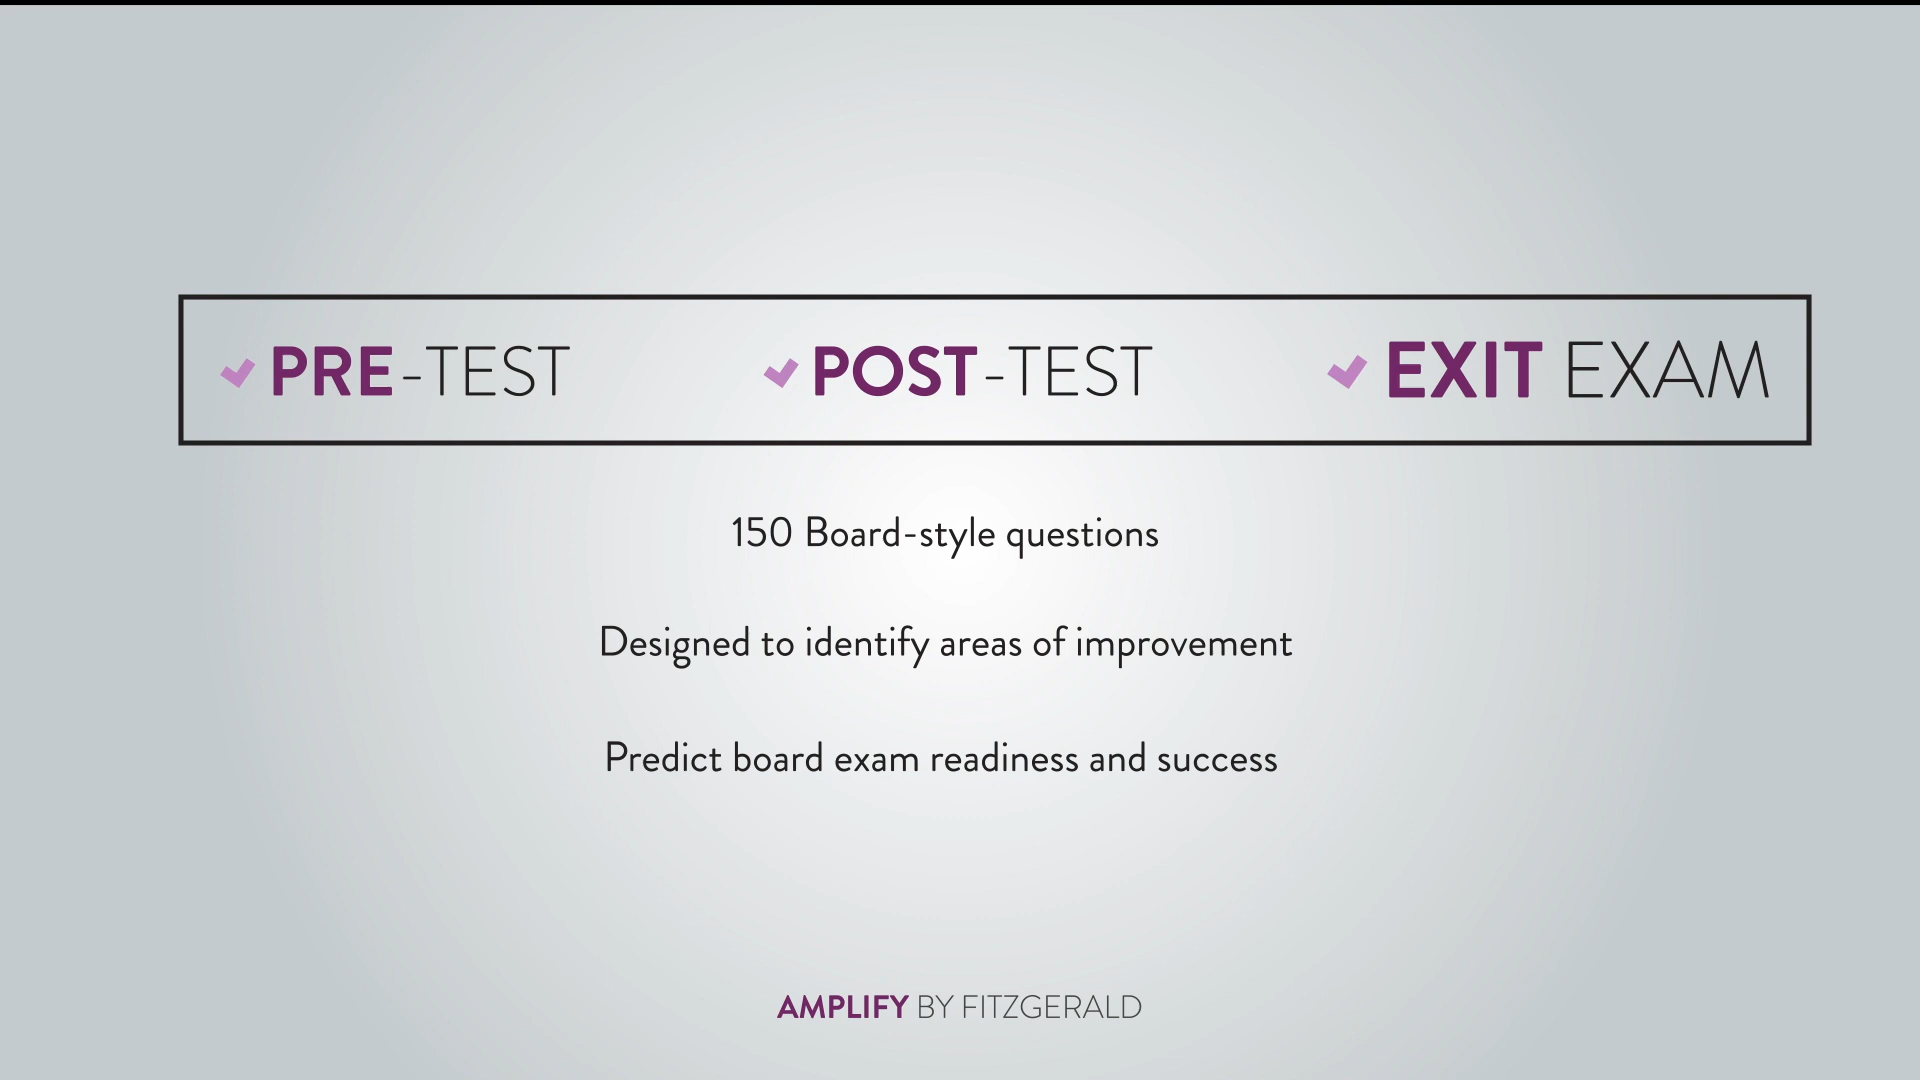 PRE-TEST POST-TEST EXIT EXAM
150 Board-style questions
Designed to identify areas of improvement
Predict board exam readiness and success
AMPLIFY BY FITZGERALD